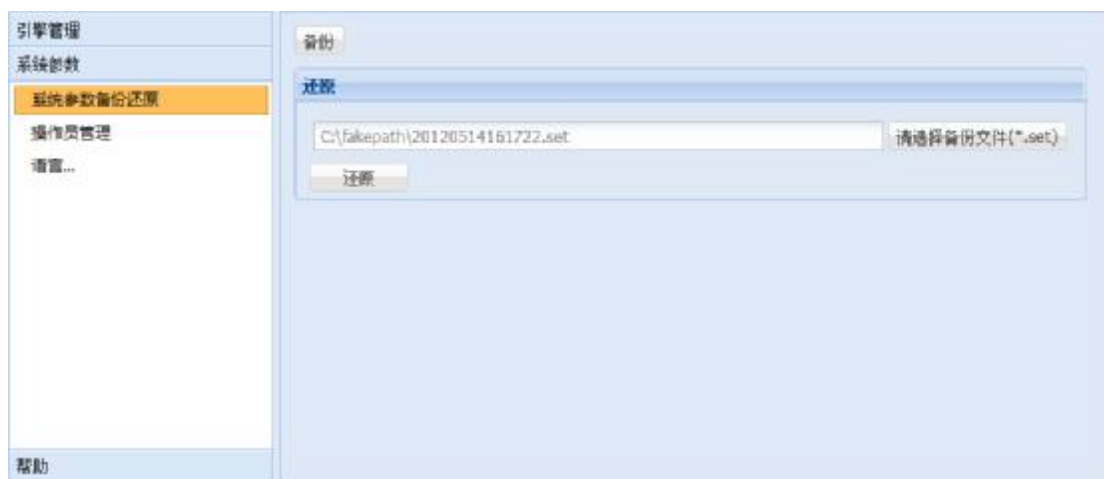 引擎管理
系统参数
系统参数备份还原
操作员管理
语言...
帮助
备份
还原
C:\fakepath\20120514161722.set
请选择备份文件(*.set)
还原